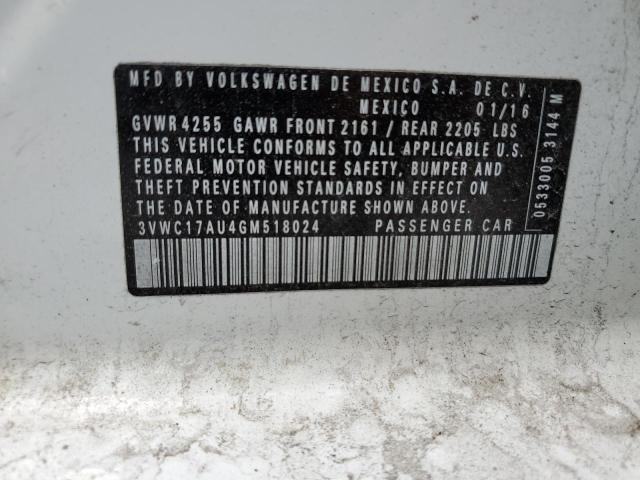 MFD BY VOLKSWAGEN DE MEXICO S.A. DE C.V.
MEXICO 01/16
GVWR 4255 GAWR FRONT 2161 / REAR 2205 LBS
THIS VEHICLE CONFORMS TO ALL APPLICABLE U.S.
FEDERAL MOTOR VEHICLE SAFETY, BUMPER AND
THEFT PREVENTION STANDARDS IN EFFECT ON
THE DATE OF MANUFACTURE SHOWN ABOVE.
3VWC17AU4GM518024 PASSENGER CAR
0533005 3144 M